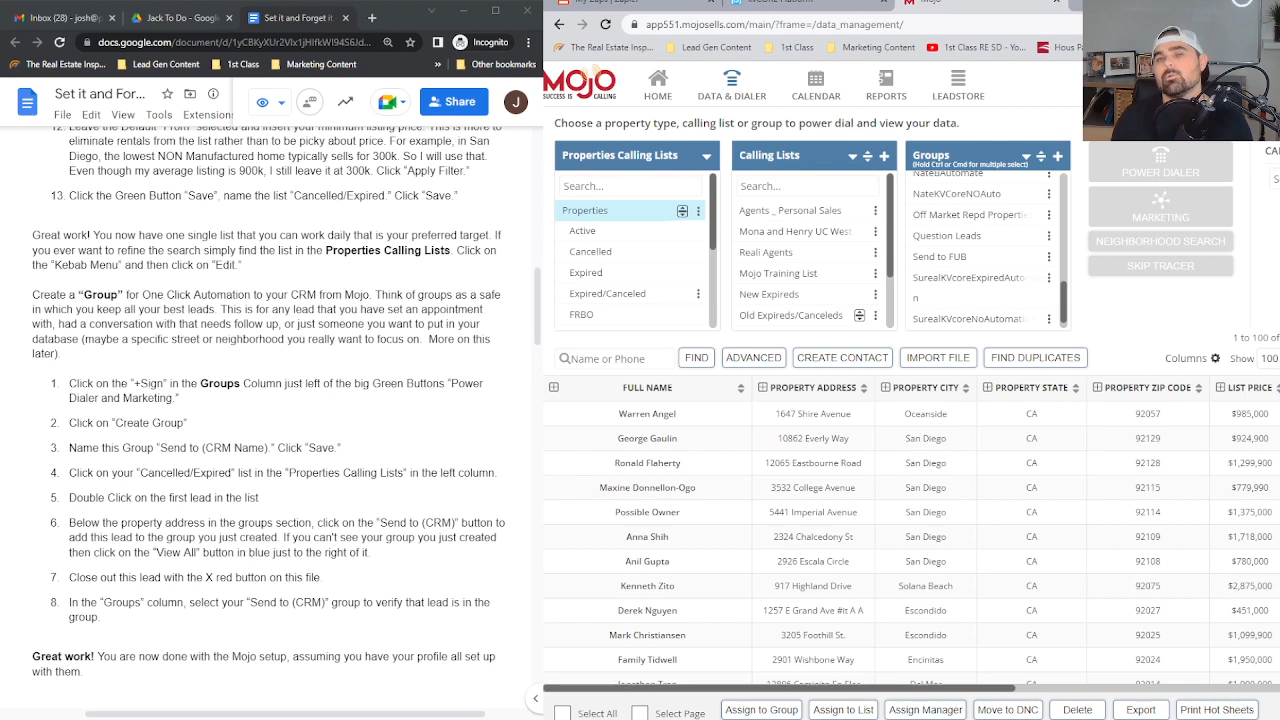 Inbox (208) - josh@p
Jack To Do - Google
Set it and Forget it
docs.google.com/document/d/1yCBKyXUr2Vlx1jHIfkWl94S6Jd...
Incognito
The Real Estate Insp...
Lead Gen Content
1st Class
Marketing Content
»
Other bookmarks
Set it and For...
Share
J
File Edit View Tools Extensions
12. Leave the Default "From" selected and insert your minimum listing price. This is more to
eliminate rentals from the list rather than to be picky about price. For example, in San
Diego, the lowest NON Manufactured home typically sells for 300k. So I will use that.
Even though my average listing is 800k, I still leave it at 300k. Click "Apply Filter."
13. Click the Green Button "Save", name the list "Cancelled/Expired." Click "Save."
Great work! You now have one single list that you can work daily that is your preferred target. If
you ever want to refine the search simply find the list in the Properties Calling Lists. Click on
the "Kebab Menu" and then click on "Edit."
Create a "Group" for One Click Automation to your CRM from Mojo. Think of groups as a safe
in which you keep all your best leads. This is for any lead that you have set an appointment
with, had a conversation with that needs follow up, or just someone you want to put in your
database (maybe a specific street or neighborhood you really want to focus on. More on this
later).
1. Click on the "+Sign" in the Groups Column just left of the big Green Buttons "Power
Dialer and Marketing."
2. Click on "Create Group"
3. Name this Group "Send to (CRM Name)." Click "Save."
4. Click on your "Cancelled/Expired" list in the "Properties Calling Lists" in the left column.
5. Double Click on the first lead in the list
6. Below the property address in the groups section, click on the "Send to (CRM)" button to
add this lead to the group you just created. If you can't see your group you just created
then click on the "View All" button in blue just to the right of it.
7. Close out this lead with the X red button on this file.
8. In the "Groups" column, select your "Send to (CRM)" group to verify that lead is in the
group.
Great work! You are now done with the Mojo setup, assuming you have your profile all set up
with them.
My Zaps | Zapier
Mojo
app551.mojosells.com/main/?frame=/data_management/
The Real Estate Insp...
Lead Gen Content
1st Class
Marketing Content
1st Class RE SD - Yo...
Hous
Pa
MOJO
SUCCESS IS CALLING
HOME
DATA & DIALER
CALENDAR
REPORTS
LEADSTORE
Choose a property type, calling list or group to power dial and view your data.
Properties Calling Lists
Search...
Properties
Active
Cancelled
Expired
Expired/Canceled
FRBO
Calling Lists
Search...
Agents _ Personal Sales
Mona and Henry UC West
Reali Agents
Mojo Training List
New Expireds
Old Expireds/Canceleds
Groups
(Hold Ctrl or Cmd for multiple select)
NateBAutomate
NateKVCoreNOAuto
Off Market Repd Properti
Question Leads
Send to FUB
SurealKVcoreExpiredAuto
n
SurealKVcoreNoAutomati
POWER DIALER
MARKETING
NEIGHBORHOOD SEARCH
SKIP TRACER
CA
Se
1 to 100 of
Name or Phone
FIND
ADVANCED
CREATE CONTACT
IMPORT FILE
FIND DUPLICATES
Columns
Show 100
FULL NAME PROPERTY ADDRESS PROPERTY CITY PROPERTY STATE PROPERTY ZIP CODE LIST PRICE
Warren Angel 1647 Shire Avenue Oceanside CA 92057 $985,000
George Gaulin 10862 Everly Way San Diego CA 92129 $924,900
Ronald Flaherty 12065 Eastbourne Road San Diego CA 92128 $1,299,900
Maxine Donnellon-Ogo 3532 College Avenue San Diego CA 92115 $779,990
Possible Owner 5441 Imperial Avenue San Diego CA 92114 $1,375,000
Anna Shih 2324 Chalcedony St San Diego CA 92109 $1,718,000
Anil Gupta 2926 Escala Circle San Diego CA 92108 $780,000
Kenneth Zito 917 Highland Drive Solana Beach CA 92075 $2,875,000
Derek Nguyen 1257 E Grand Ave #it A A Escondido CA 92027 $451,000
Mark Christiansen 3205 Foothill St. Escondido CA 92025 $1,099,900
Family Tidwell 2901 Wishbone Way Encinitas CA 92024 $1,950,000
Select All
Select Page
Assign to Group
Assign to List
Assign Manager
Move to DNC
Delete
Export
Print Hot Sheets